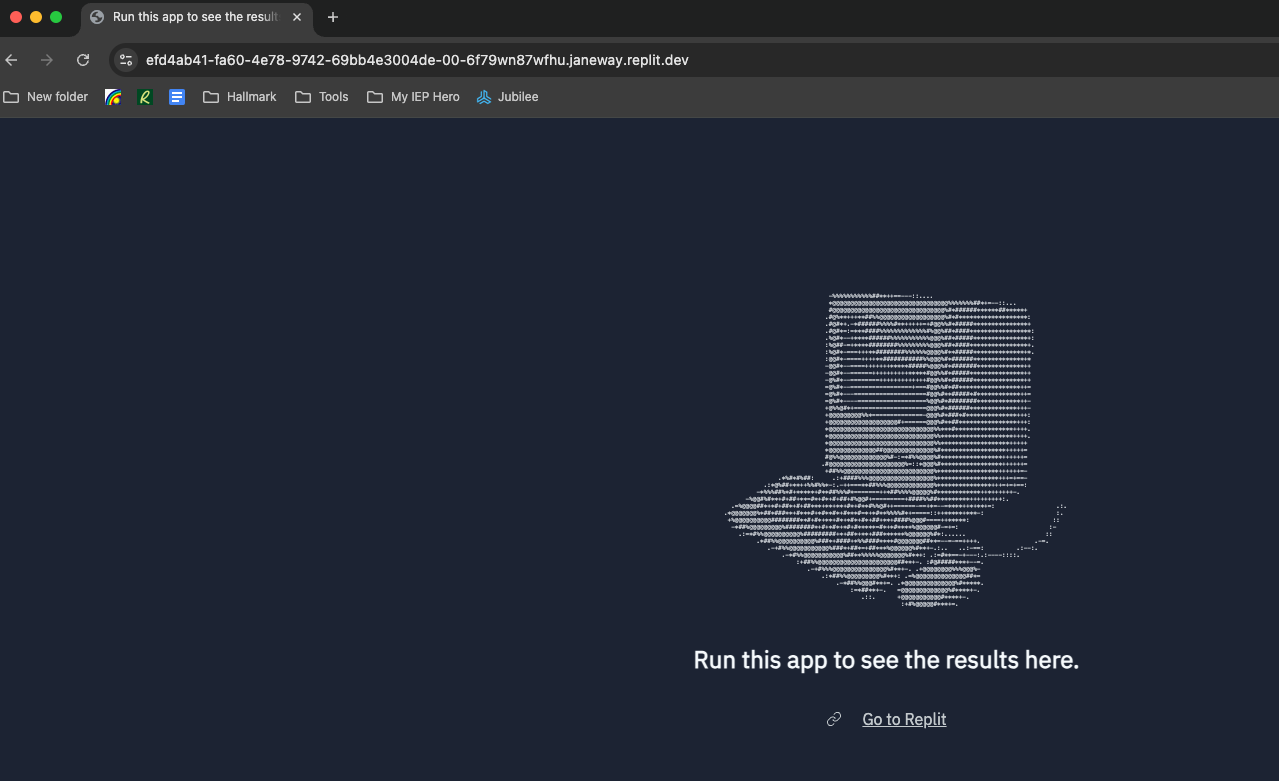 Run this app to see the result
efd4ab41-fa60-4e78-9742-69bb4e3004de-00-6f79wn87wfhu.janeway.replit.dev
New folder Hallmark Tools My IEP Hero Jubilee
Run this app to see the results here.
Go to Replit